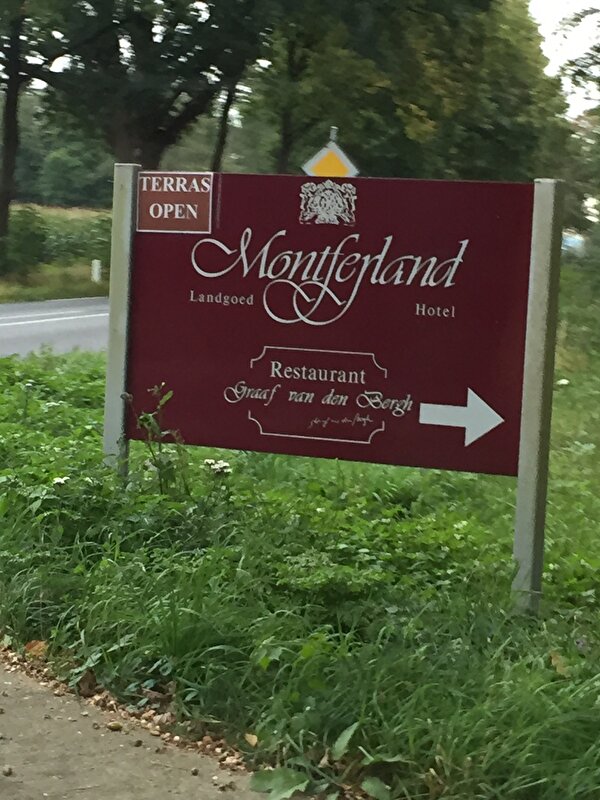 TERRAS
OPEN
Montferland
Landgoed
Hotel
Restaurant
Graaf van den Bergh